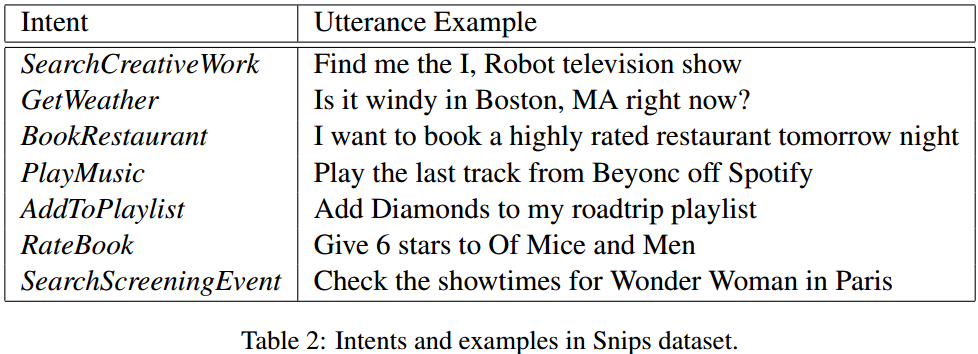 Intent Utterance Example
SearchCreativeWork Find me the I, Robot television show
GetWeather Is it windy in Boston, MA right now?
BookRestaurant I want to book a highly rated restaurant tomorrow night
PlayMusic Play the last track from Beyonc off Spotify
AddToPlaylist Add Diamonds to my roadtrip playlist
RateBook Give 6 stars to Of Mice and Men
SearchScreeningEvent Check the showtimes for Wonder Woman in Paris
Table 2: Intents and examples in Snips dataset.